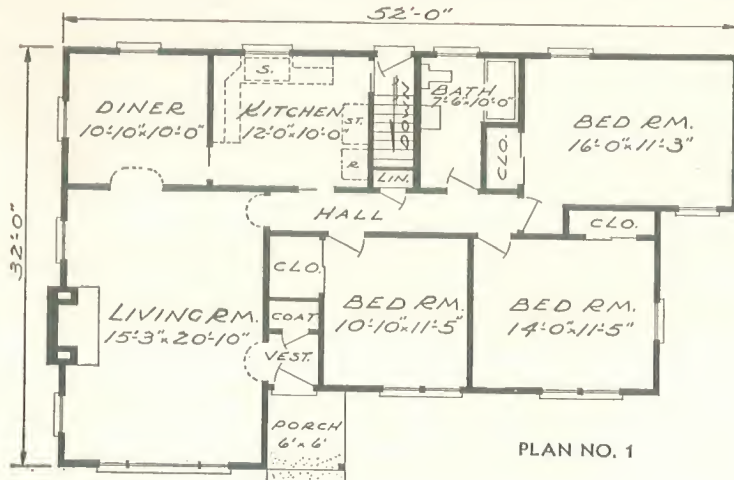 52'-0"
32'-0"
DINER
10'-10"x10'-0"
S.
KITCHEN
12'-0"x10'-0"
ST.
R
DOWN
LIN.
BATH
7'-6"x10'-0"
CLO.
BED RM.
16'-0"x11'-3"
CLO.
HALL
LIVING RM.
15'-3"x20'-10"
CLO.
COAT
VEST.
BED RM.
10'-10"x11'-5"
BED RM.
14'-0"x11'-5"
PORCH
6'x6'
PLAN NO. 1